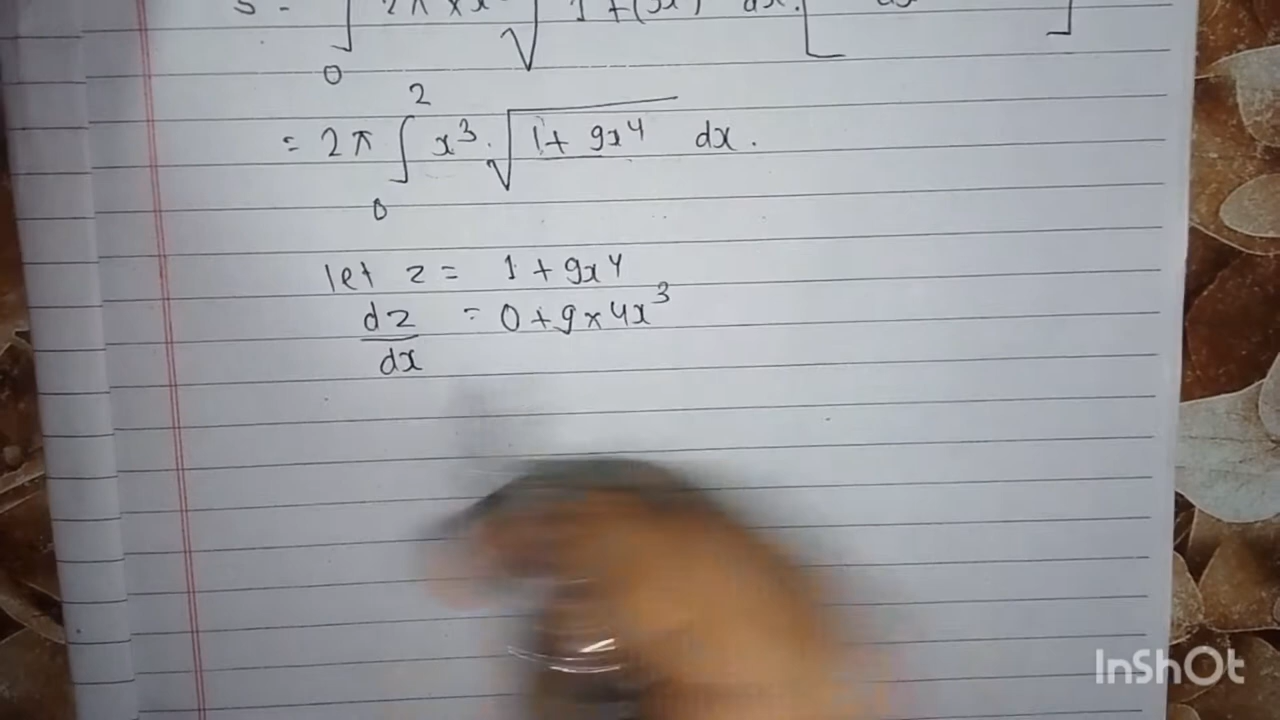 = 2π ∫₀² x³ · √(1 + 9x⁴) dx.
let z = 1 + 9x⁴
dz/dx = 0 + 9 × 4x³
InShOt